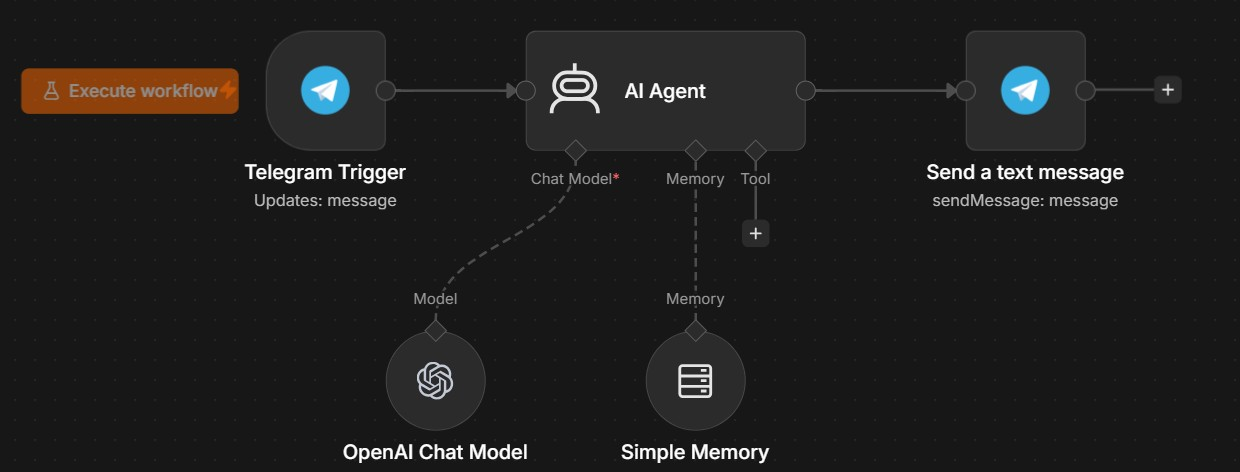 Execute workflow
AI Agent
Telegram Trigger
Updates: message
Chat Model*
Memory
Tool
Send a text message
sendMessage: message
Model
Memory
OpenAI Chat Model
Simple Memory